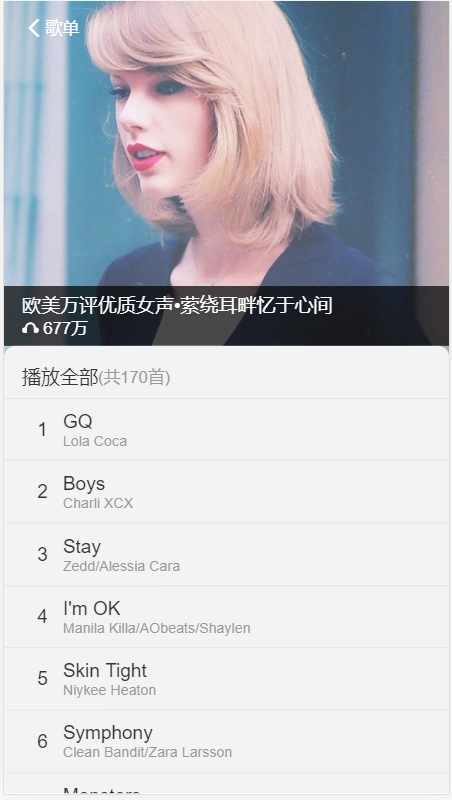 歌单
欧美万评优质女声•萦绕耳畔忆于心间
677万
播放全部(共170首)
1
GQ
Lola Coca
2
Boys
Charli XCX
3
Stay
Zedd/Alessia Cara
4
I'm OK
Manila Killa/AObeats/Shaylen
5
Skin Tight
Niykee Heaton
6
Symphony
Clean Bandit/Zara Larsson